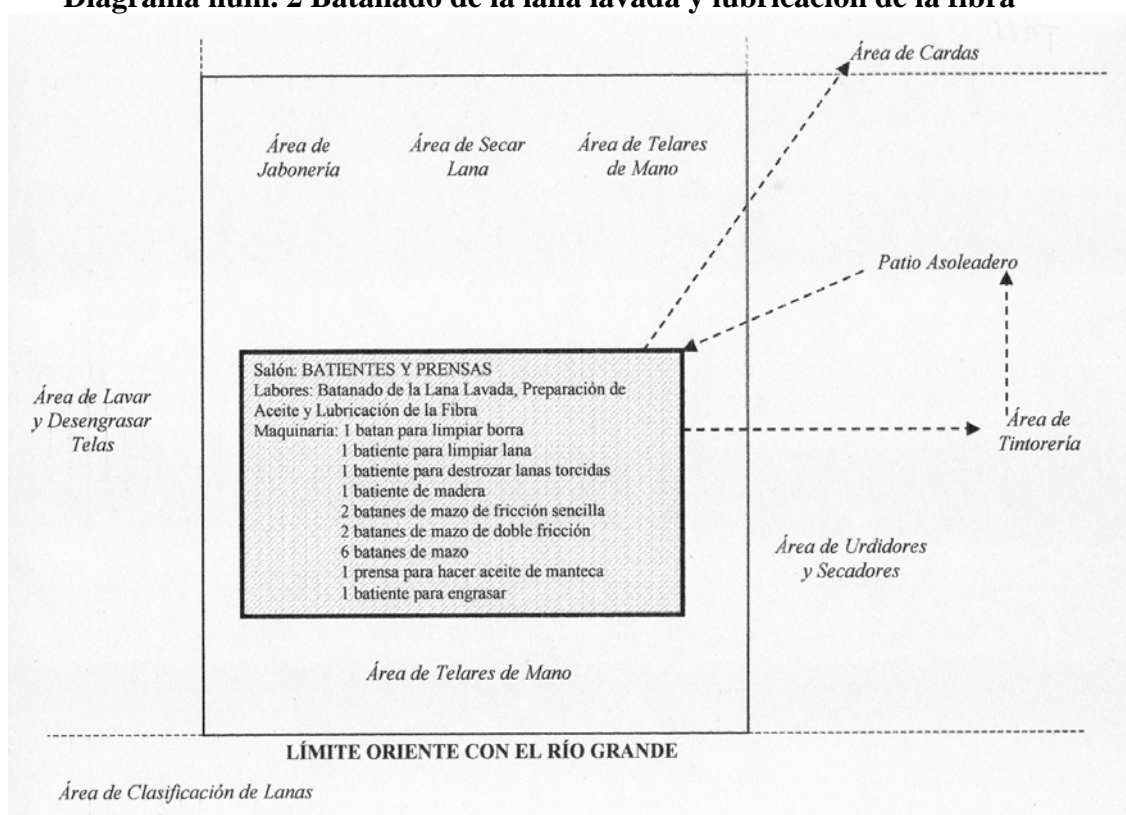 Diagrama núm. 2 Batanado de la lana lavada y lubricación de la fibra
Área de Cardas
Área de
Jabonería
Área de Secar
Lana
Área de Telares
de Mano
Patio Asoleadero
Salón: BATIENTES Y PRENSAS
Labores: Batanado de la Lana Lavada, Preparación de
Aceite y Lubricación de la Fibra
Maquinaria: 1 batan para limpiar borra
1 batiente para limpiar lana
1 batiente para destrozar lanas torcidas
1 batiente de madera
2 batanes de mazo de fricción sencilla
2 batanes de mazo de doble fricción
6 batanes de mazo
1 prensa para hacer aceite de manteca
1 batiente para engrasar
Área de Lavar
y Desengrasar
Telas
Área de
Tintorería
Área de Urdidores
y Secadores
Área de Telares de Mano
LÍMITE ORIENTE CON EL RÍO GRANDE
Área de Clasificación de Lanas